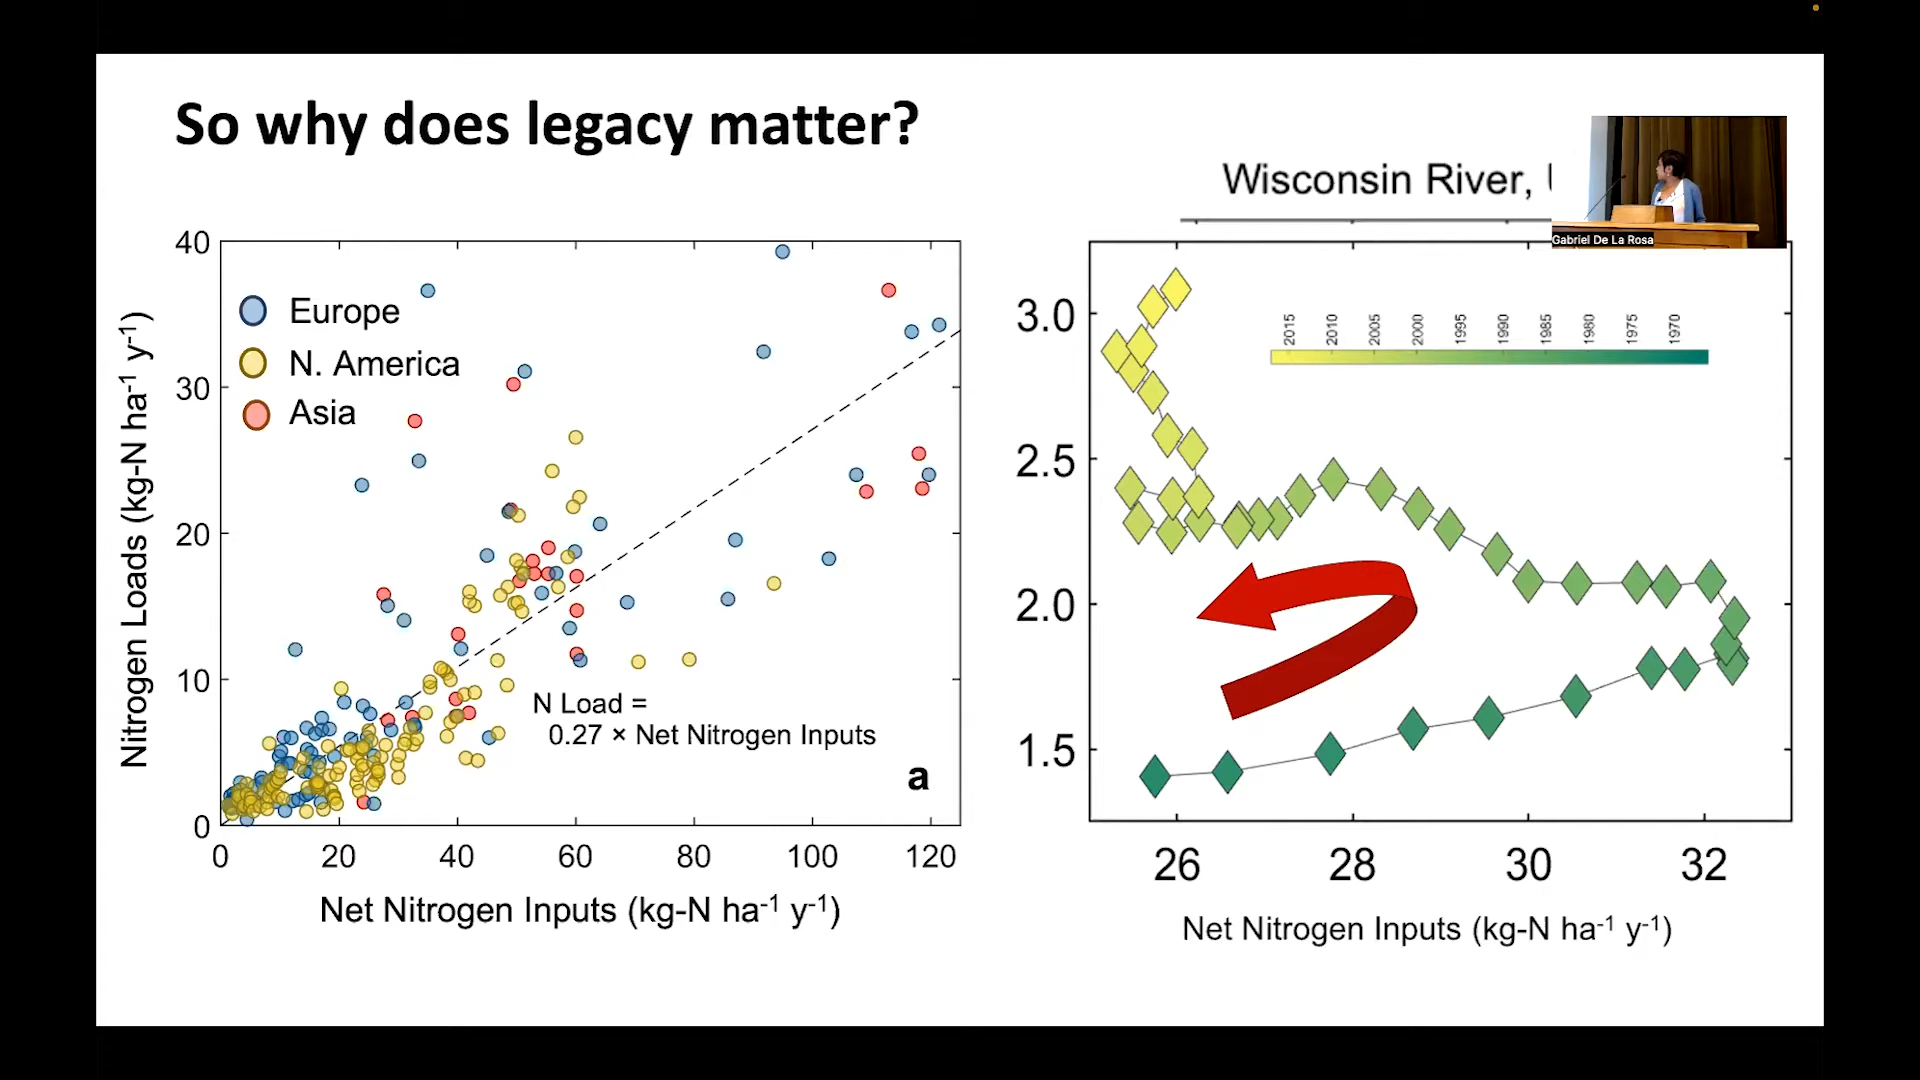 So why does legacy matter?
Wisconsin River,
Gabriel De La Rosa
40
30
20
10
0
Nitrogen Loads (kg-N ha⁻¹ y⁻¹)
Europe
N. America
Asia
N Load =
0.27 × Net Nitrogen Inputs
a
0 20 40 60 80 100 120
Net Nitrogen Inputs (kg-N ha⁻¹ y⁻¹)
3.0
2.5
2.0
1.5
2015 2010 2005 2000 1995 1990 1985 1980 1975 1970
26 28 30 32
Net Nitrogen Inputs (kg-N ha⁻¹ y⁻¹)